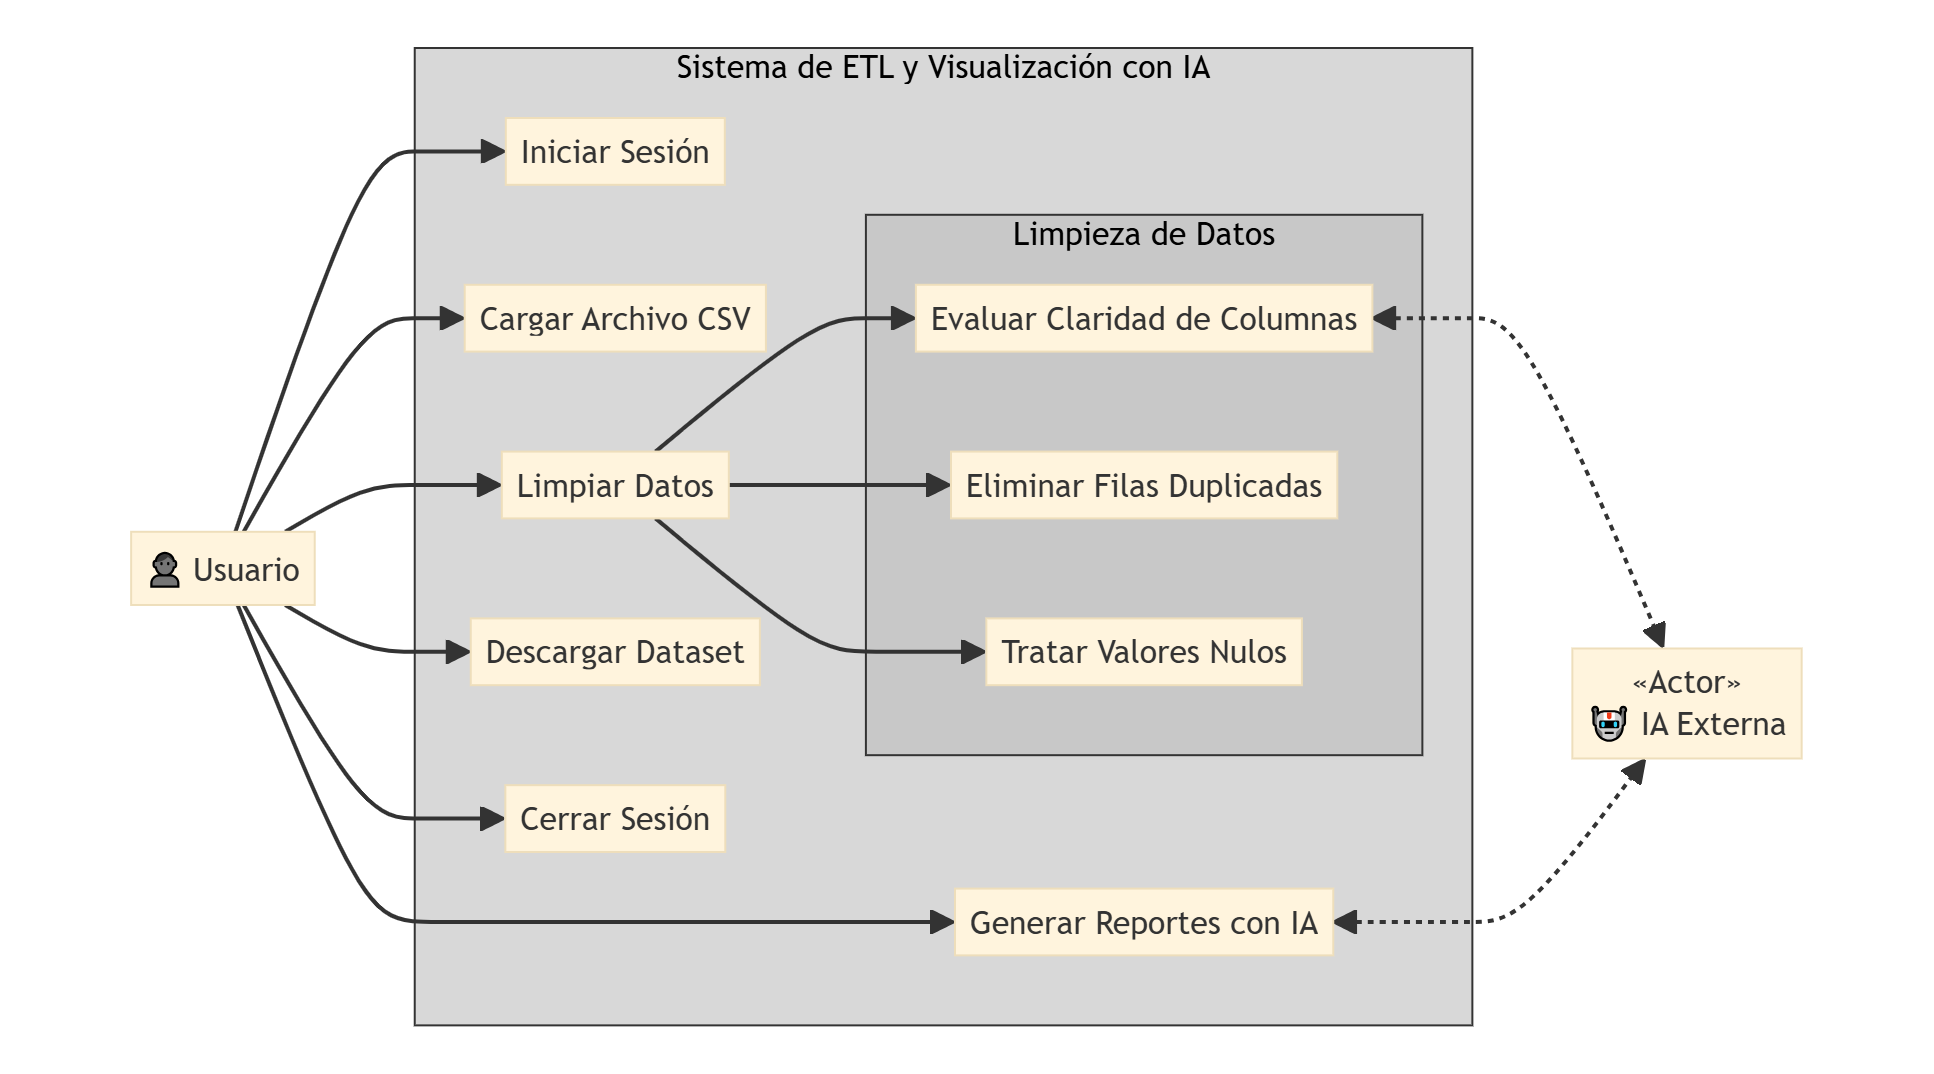 Sistema de ETL y Visualización con IA
Iniciar Sesión
Limpieza de Datos
Cargar Archivo CSV
Evaluar Claridad de Columnas
Limpiar Datos
Eliminar Filas Duplicadas
Usuario
Descargar Dataset
Tratar Valores Nulos
«Actor»
IA Externa
Cerrar Sesión
Generar Reportes con IA